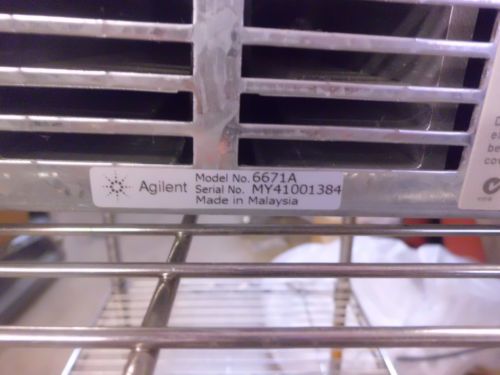 Agilent
Model No. 6671A
Serial No. MY41001384
Made in Malaysia